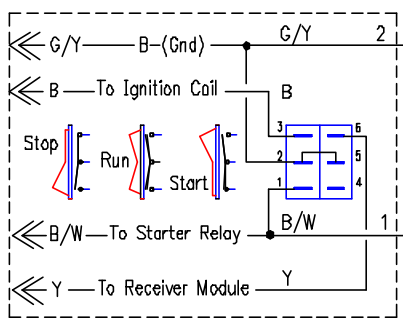 G/Y B-(Gnd) G/Y 2
B To Ignition Coil B
3 6
Stop Run Start
2 5
1 4
B/W To Starter Relay B/W 1
Y To Receiver Module Y